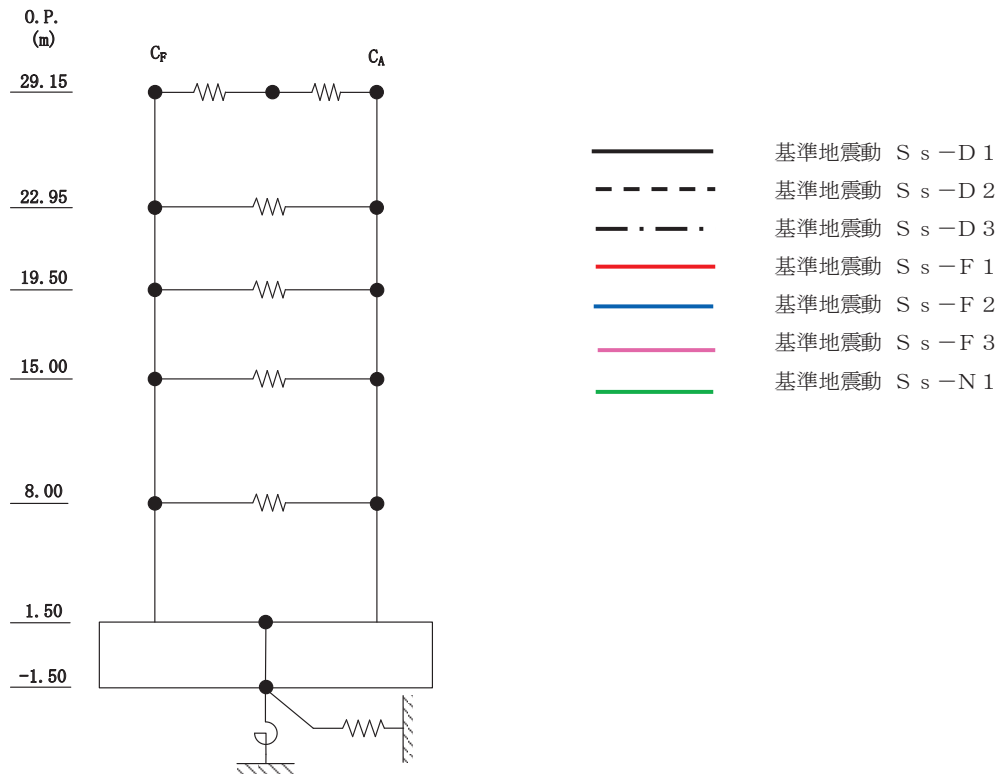 O.P.
(m)
C_F
C_A
29.15
22.95
19.50
15.00
8.00
1.50
-1.50
基準地震動 Ｓｓ－Ｄ１
基準地震動 Ｓｓ－Ｄ２
基準地震動 Ｓｓ－Ｄ３
基準地震動 Ｓｓ－Ｆ１
基準地震動 Ｓｓ－Ｆ２
基準地震動 Ｓｓ－Ｆ３
基準地震動 Ｓｓ－Ｎ１